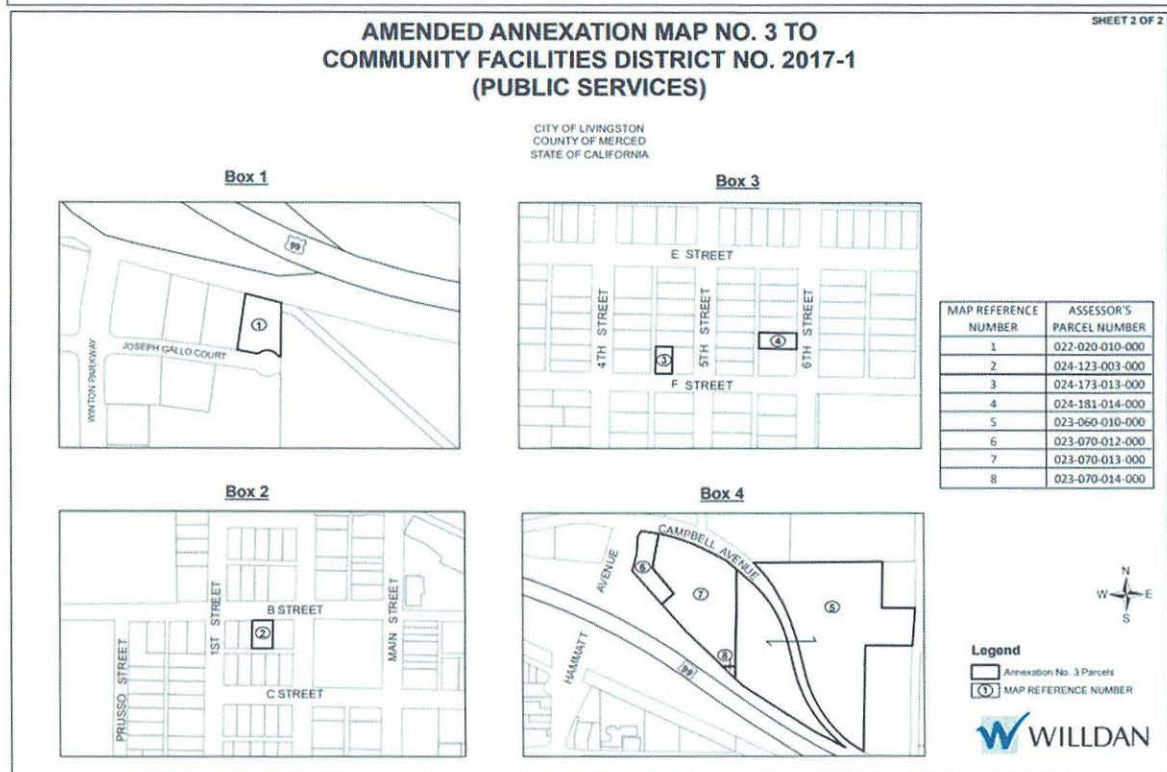 SHEET 2 OF 2
AMENDED ANNEXATION MAP NO. 3 TO
COMMUNITY FACILITIES DISTRICT NO. 2017-1
(PUBLIC SERVICES)
CITY OF LIVINGSTON
COUNTY OF MERCED
STATE OF CALIFORNIA
Box 1
99
1
JOSEPH GALLO COURT
WINTON PARKWAY
Box 3
E STREET
4TH STREET
5TH STREET
6TH STREET
3
4
F STREET
MAP REFERENCE NUMBER ASSESSOR'S PARCEL NUMBER
1 022-020-010-000
2 024-123-003-000
3 024-173-013-000
4 024-181-014-000
5 023-060-010-000
6 023-070-012-000
7 023-070-013-000
8 023-070-014-000
Box 2
1ST STREET
B STREET
MAIN STREET
2
PRUSSO STREET
C STREET
Box 4
CAMPBELL AVENUE
AVENUE
HAMMATT
6
7
5
8
99
N
W E
S
Legend
Annexation No. 3 Parcels
1 MAP REFERENCE NUMBER
WILLDAN